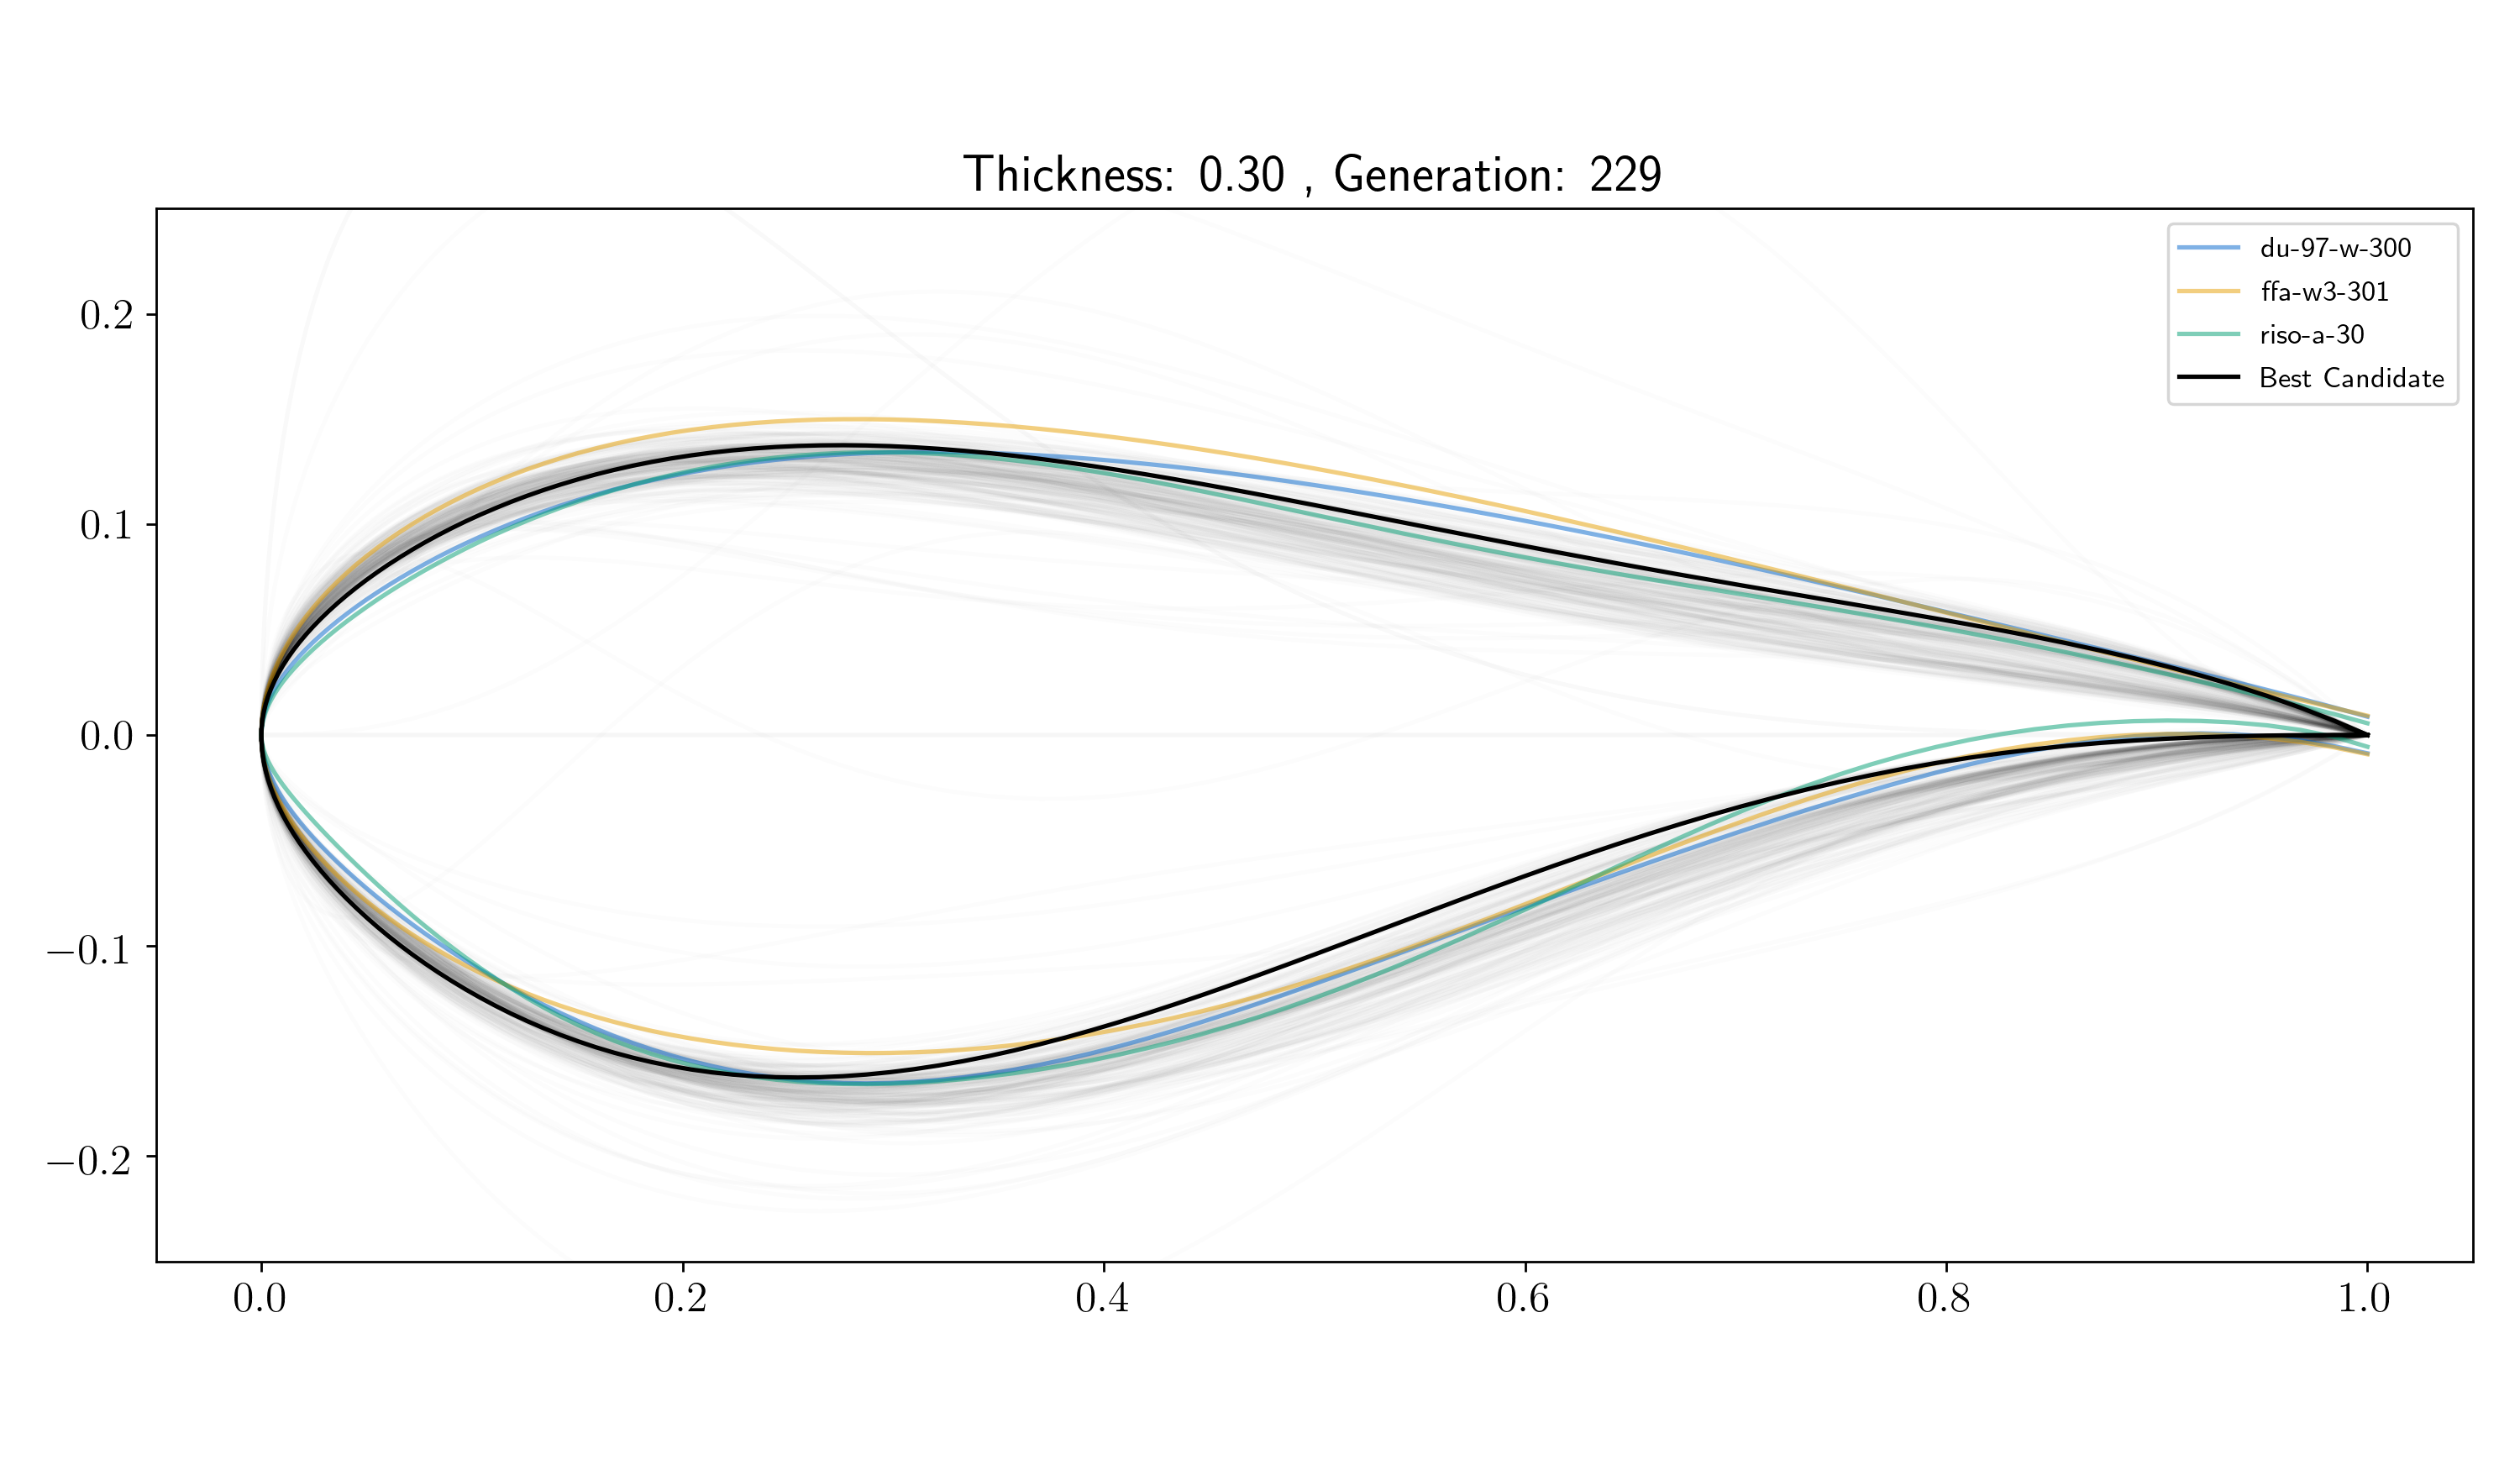 Thickness: 0.30 , Generation: 229
du-97-w-300
ffa-w3-301
riso-a-30
Best Candidate
0.2
0.1
0.0
−0.1
−0.2
0.0 0.2 0.4 0.6 0.8 1.0